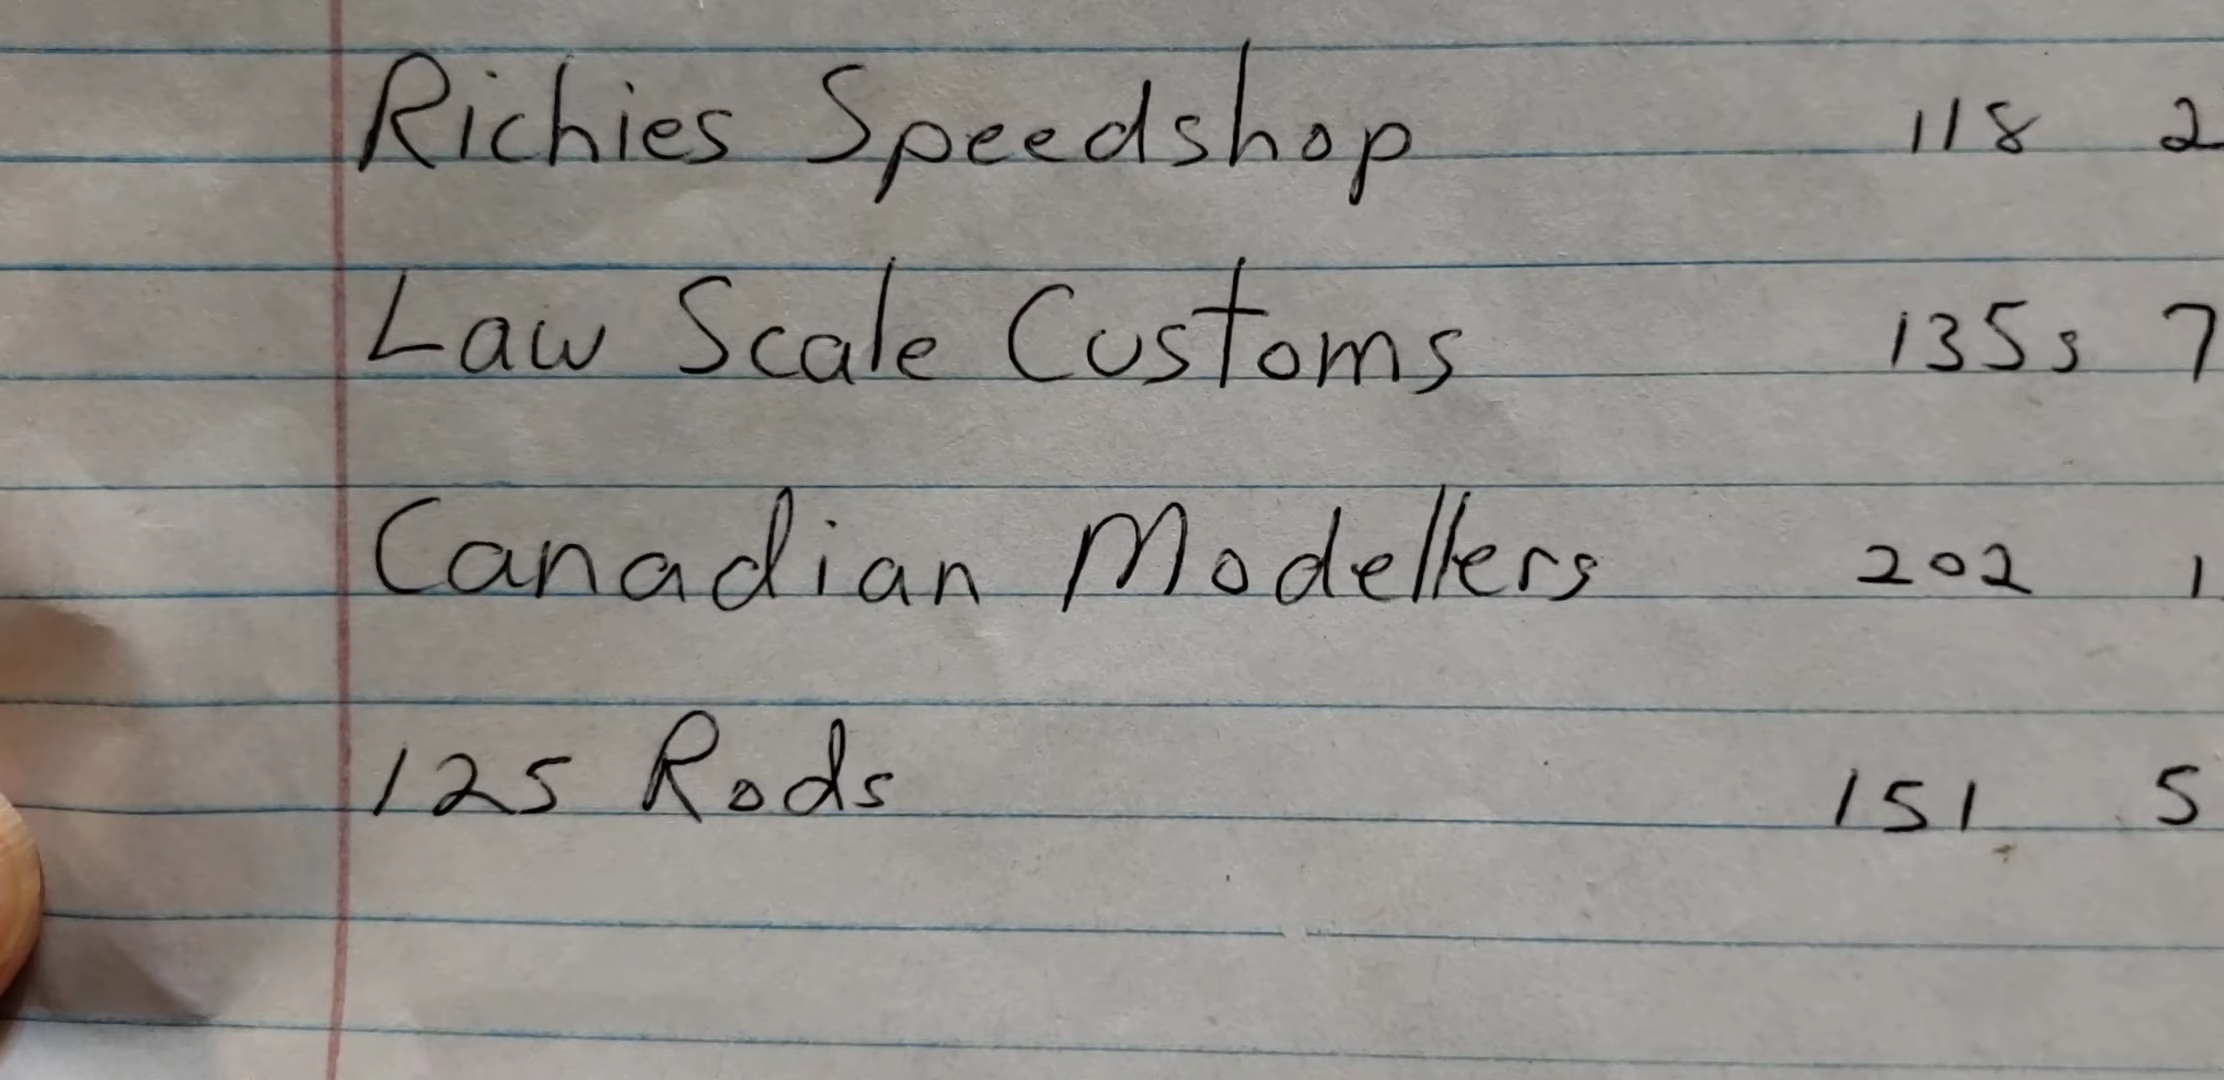 Richies Speedshop 118 2
Law Scale Customs 135s 7
Canadian Modellers 202 1
125 Rods 151 5